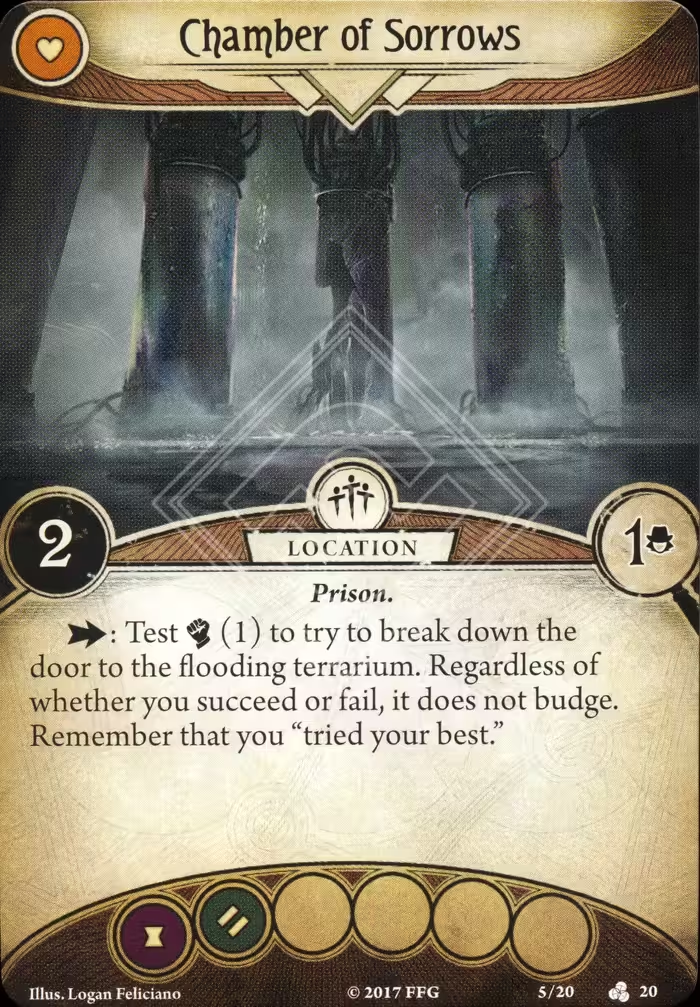 Chamber of Sorrows
2
1
LOCATION
Prison.
: Test (1) to try to break down the
door to the flooding terrarium. Regardless of
whether you succeed or fail, it does not budge.
Remember that you “tried your best.”
Illus. Logan Feliciano
© 2017 FFG
5/20
20